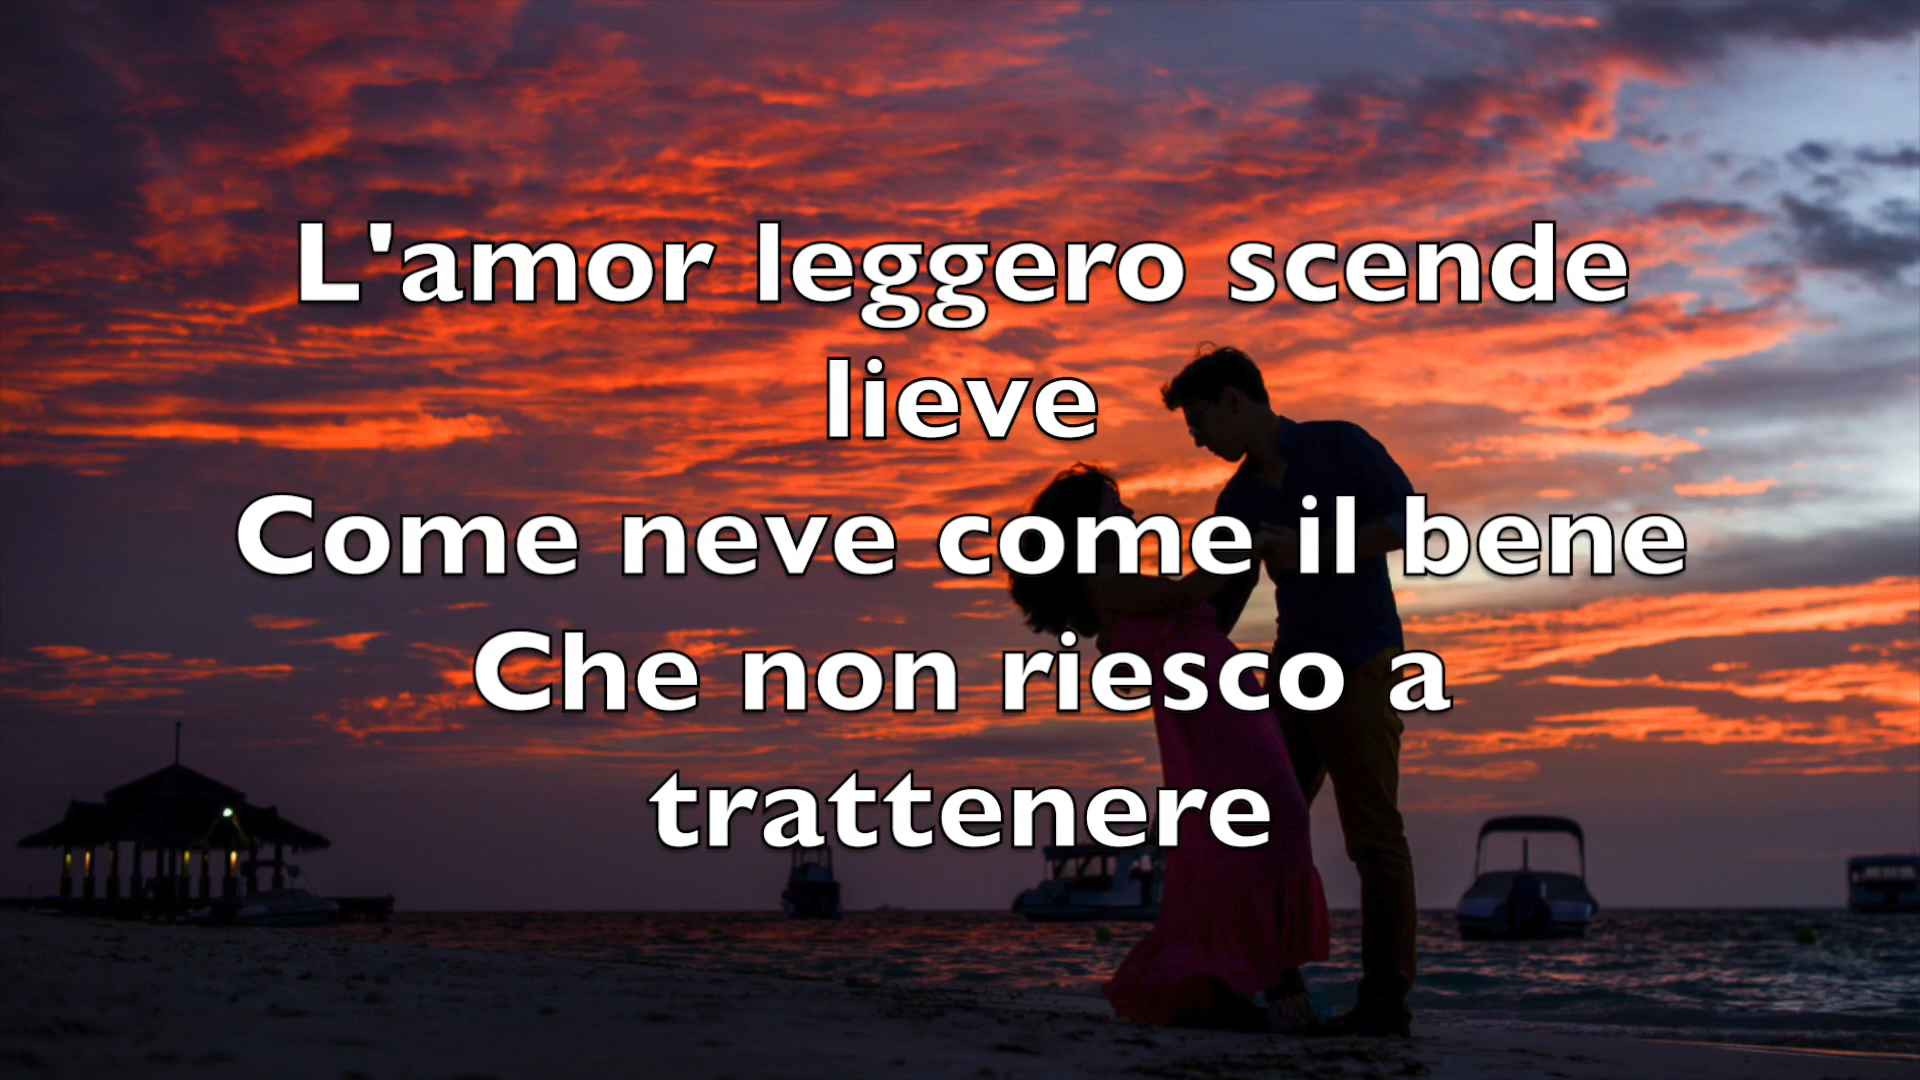 L'amor leggero scende
lieve
Come neve come il bene
Che non riesco a
trattenere